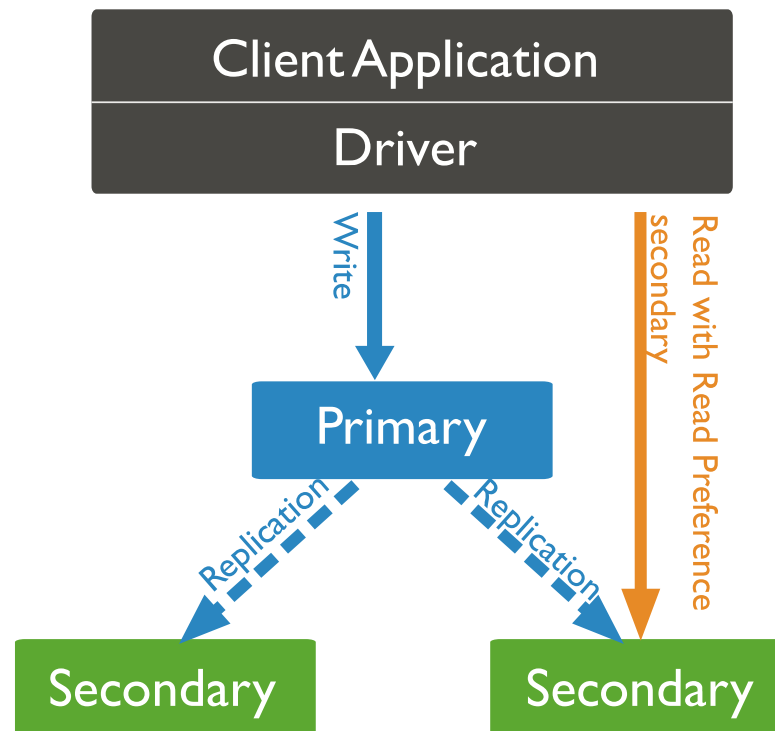 Client Application
Driver
Write
Read with Read Preference
secondary
Primary
Replication
Replication
Secondary
Secondary